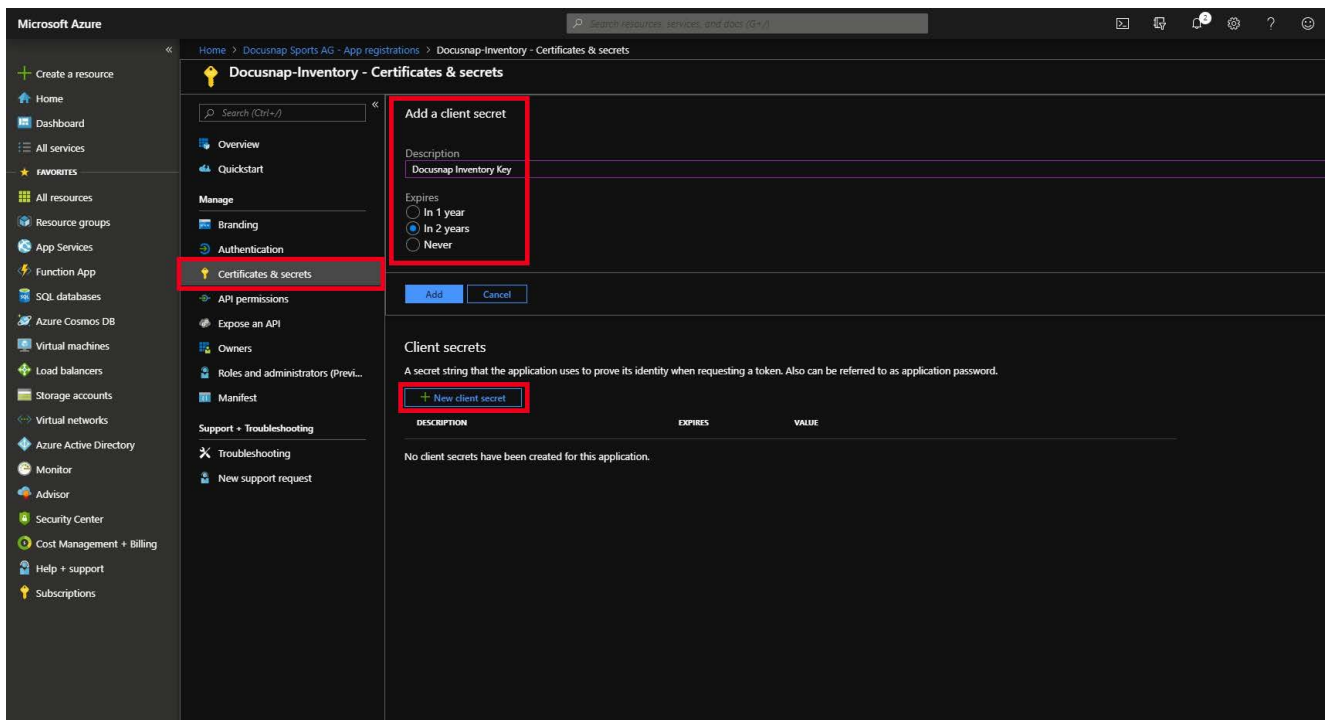 Microsoft Azure
Search resources, services, and docs (G+/)
2
Home > Docusnap Sports AG - App registrations > Docusnap-Inventory - Certificates & secrets
Docusnap-Inventory - Certificates & secrets
Create a resource
Home
Dashboard
All services
FAVORITES
All resources
Resource groups
App Services
Function App
SQL databases
Azure Cosmos DB
Virtual machines
Load balancers
Storage accounts
Virtual networks
Azure Active Directory
Monitor
Advisor
Security Center
Cost Management + Billing
Help + support
Subscriptions
Search (Ctrl+/)
Overview
Quickstart
Manage
Branding
Authentication
Certificates & secrets
API permissions
Expose an API
Owners
Roles and administrators (Previ...
Manifest
Support + Troubleshooting
Troubleshooting
New support request
Add a client secret
Description
Docusnap Inventory Key
Expires
In 1 year
In 2 years
Never
Add Cancel
Client secrets
A secret string that the application uses to prove its identity when requesting a token. Also can be referred to as application password.
+ New client secret
DESCRIPTION EXPIRES VALUE
No client secrets have been created for this application.